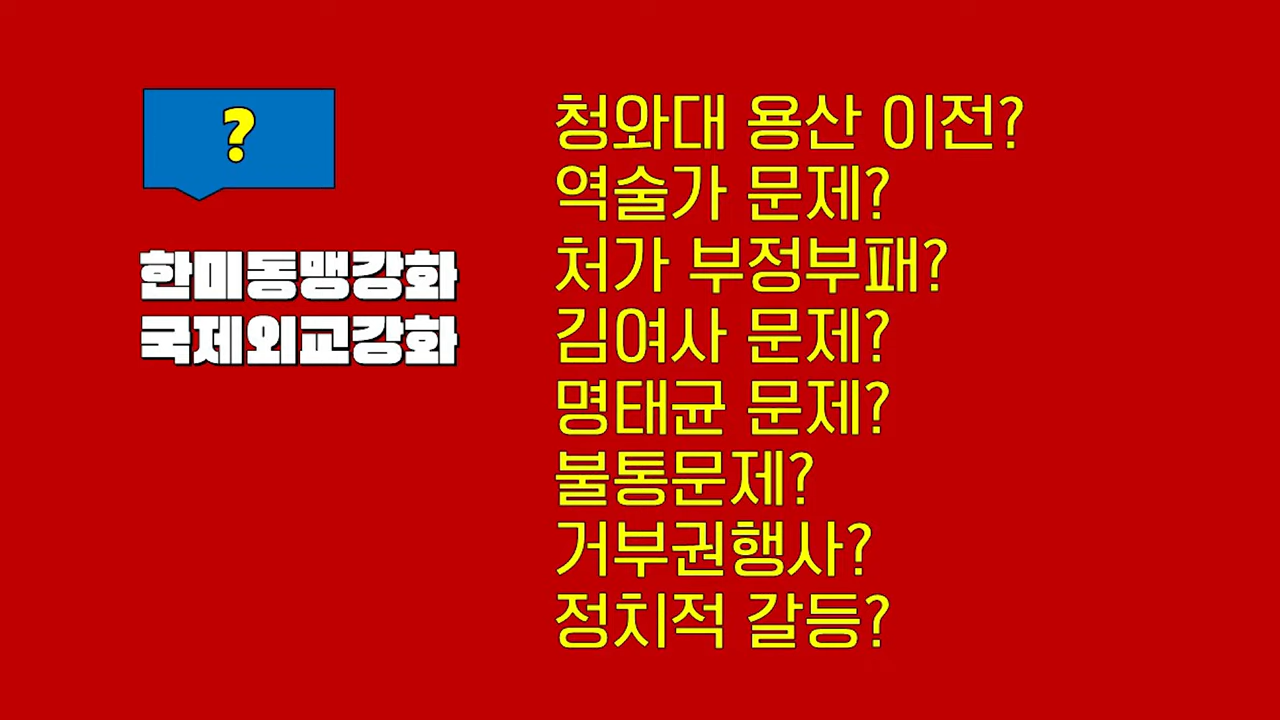 ?
한미동맹강화
국제외교강화
청와대 용산 이전?
역술가 문제?
처가 부정부패?
김여사 문제?
명태균 문제?
불통문제?
거부권행사?
정치적 갈등?